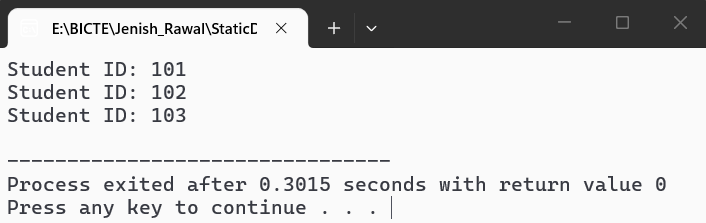 E:\BICTE\Jenish_Rawal\StaticD
Student ID: 101
Student ID: 102
Student ID: 103
--------------------------------
Process exited after 0.3015 seconds with return value 0
Press any key to continue . . .